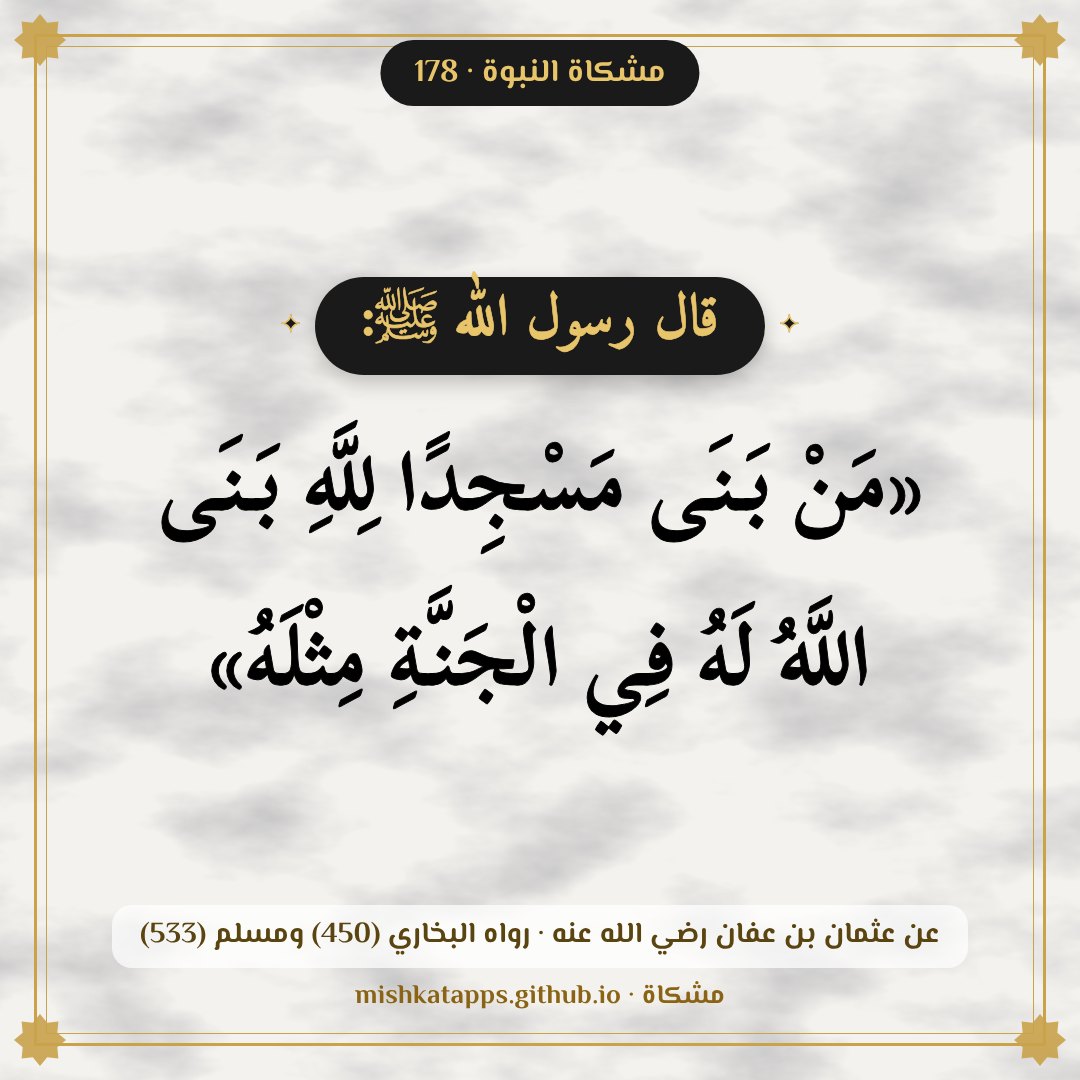 مشكاة النبوة · 178
قال رسول الله ﷺ:
«مَنْ بَنَى مَسْجِدًا لِلَّهِ بَنَى
اللَّهُ لَهُ فِي الْجَنَّةِ مِثْلَهُ»
عن عثمان بن عفان رضي الله عنه · رواه البخاري (450) ومسلم (533)
مشكاة · mishkatapps.github.io